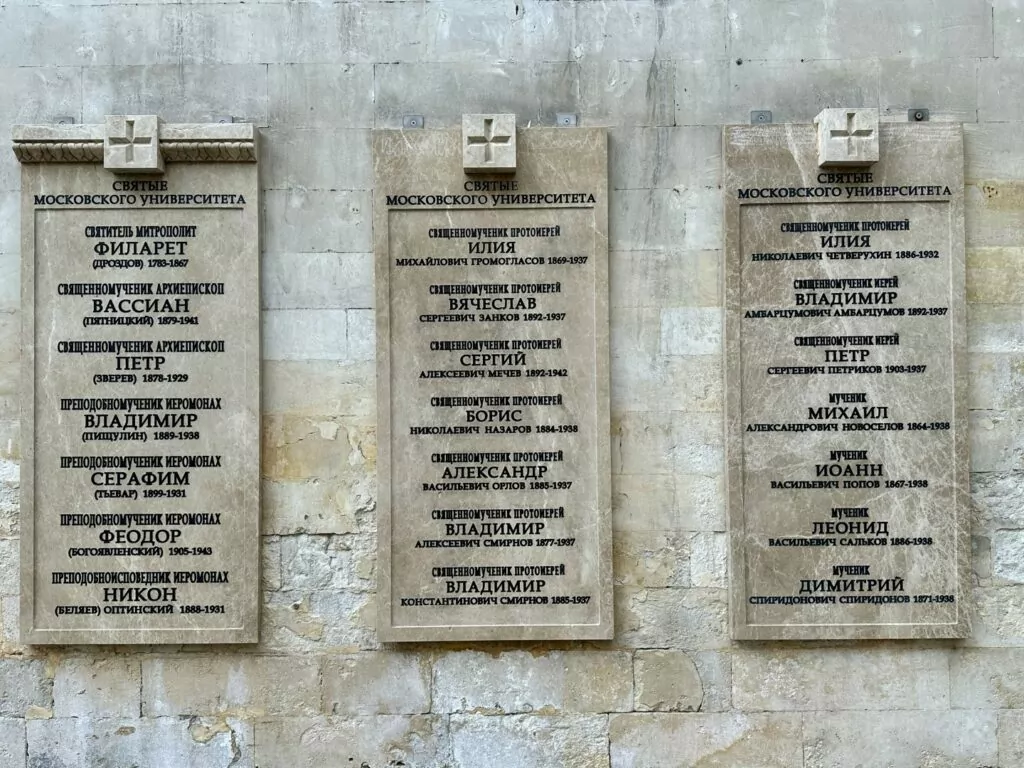 СВЯТЫЕ
МОСКОВСКОГО УНИВЕРСИТЕТА
СВЯТИТЕЛЬ МИТРОПОЛИТ
ФИЛАРЕТ
(ДРОЗДОВ) 1783-1867
СВЯЩЕННОМУЧЕНИК АРХИЕПИСКОП
ВАССИАН
(ПЯТНИЦКИЙ) 1879-1941
СВЯЩЕННОМУЧЕНИК АРХИЕПИСКОП
ПЕТР
(ЗВЕРЕВ) 1878-1929
ПРЕПОДОБНОМУЧЕНИК ИЕРОМОНАХ
ВЛАДИМИР
(ПИЩУЛИН) 1889-1938
ПРЕПОДОБНОМУЧЕНИК ИЕРОМОНАХ
СЕРАФИМ
(ТЬЕВАР) 1899-1931
ПРЕПОДОБНОМУЧЕНИК ИЕРОМОНАХ
ФЕОДОР
(БОГОЯВЛЕНСКИЙ) 1905-1943
ПРЕПОДОБНОИСПОВЕДНИК ИЕРОМОНАХ
НИКОН
(БЕЛЯЕВ) ОПТИНСКИЙ 1888-1931
СВЯТЫЕ
МОСКОВСКОГО УНИВЕРСИТЕТА
СВЯЩЕННОМУЧЕНИК ПРОТОИЕРЕЙ
ИЛИЯ
МИХАЙЛОВИЧ ГРОМОГЛАСОВ 1869-1937
СВЯЩЕННОМУЧЕНИК ПРОТОИЕРЕЙ
ВЯЧЕСЛАВ
СЕРГЕЕВИЧ ЗАНКОВ 1892-1937
СВЯЩЕННОМУЧЕНИК ПРОТОИЕРЕЙ
СЕРГИЙ
АЛЕКСЕЕВИЧ МЕЧЕВ 1892-1942
СВЯЩЕННОМУЧЕНИК ПРОТОИЕРЕЙ
БОРИС
НИКОЛАЕВИЧ НАЗАРОВ 1884-1938
СВЯЩЕННОМУЧЕНИК ПРОТОИЕРЕЙ
АЛЕКСАНДР
ВАСИЛЬЕВИЧ ОРЛОВ 1885-1937
СВЯЩЕННОМУЧЕНИК ПРОТОИЕРЕЙ
ВЛАДИМИР
АЛЕКСЕЕВИЧ СМИРНОВ 1877-1937
СВЯЩЕННОМУЧЕНИК ПРОТОИЕРЕЙ
ВЛАДИМИР
КОНСТАНТИНОВИЧ СМИРНОВ 1885-1937
СВЯТЫЕ
МОСКОВСКОГО УНИВЕРСИТЕТА
СВЯЩЕННОМУЧЕНИК ПРОТОИЕРЕЙ
ИЛИЯ
НИКОЛАЕВИЧ ЧЕТВЕРУХИН 1886-1932
СВЯЩЕННОМУЧЕНИК ИЕРЕЙ
ВЛАДИМИР
АМБАРЦУМОВИЧ АМБАРЦУМОВ 1892-1937
СВЯЩЕННОМУЧЕНИК ИЕРЕЙ
ПЕТР
СЕРГЕЕВИЧ ПЕТРИКОВ 1903-1937
МУЧЕНИК
МИХАИЛ
АЛЕКСАНДРОВИЧ НОВОСЕЛОВ 1864-1938
МУЧЕНИК
ИОАНН
ВАСИЛЬЕВИЧ ПОПОВ 1867-1938
МУЧЕНИК
ЛЕОНИД
ВАСИЛЬЕВИЧ САЛЬКОВ 1886-1938
МУЧЕНИК
ДИМИТРИЙ
СПИРИДОНОВИЧ СПИРИДОНОВ 1871-1938